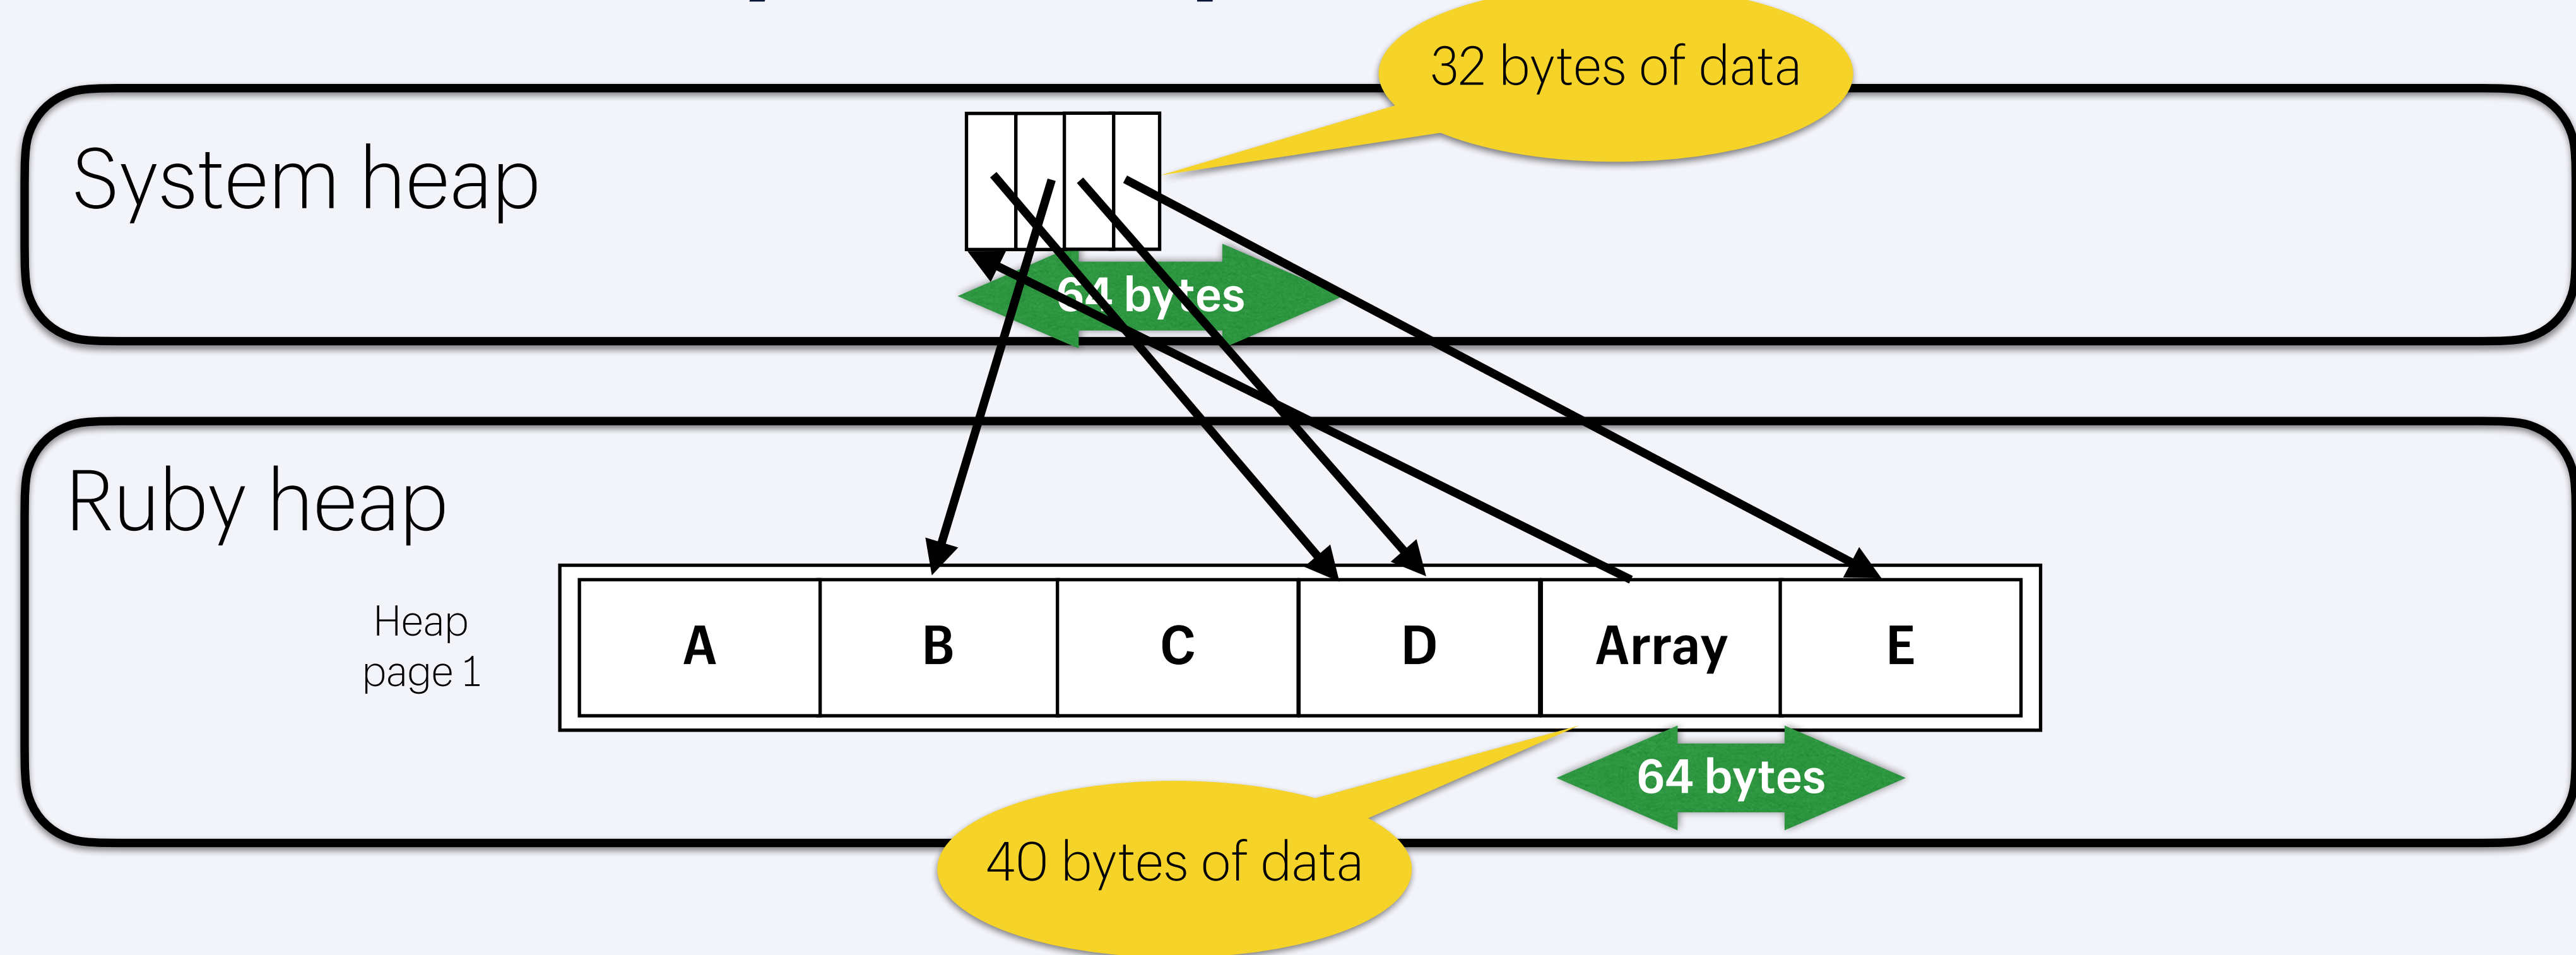 32 bytes of data
System heap
64 bytes
Ruby heap
Heap
page 1
A
B
C
D
Array
E
64 bytes
40 bytes of data